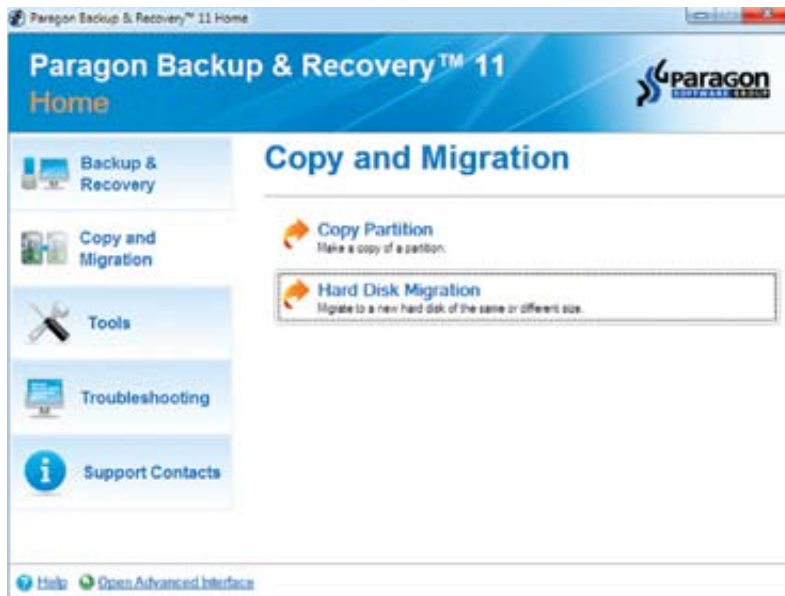 Paragon Backup & Recovery™ 11 Home
Paragon Backup & Recovery™ 11
Home
Paragon
SOFTWARE GROUP
Backup &
Recovery
Copy and
Migration
Tools
Troubleshooting
Support Contacts
Copy and Migration
Copy Partition
Make a copy of a partition.
Hard Disk Migration
Migrate to a new hard disk of the same or different size.
Help
Open Advanced Interface